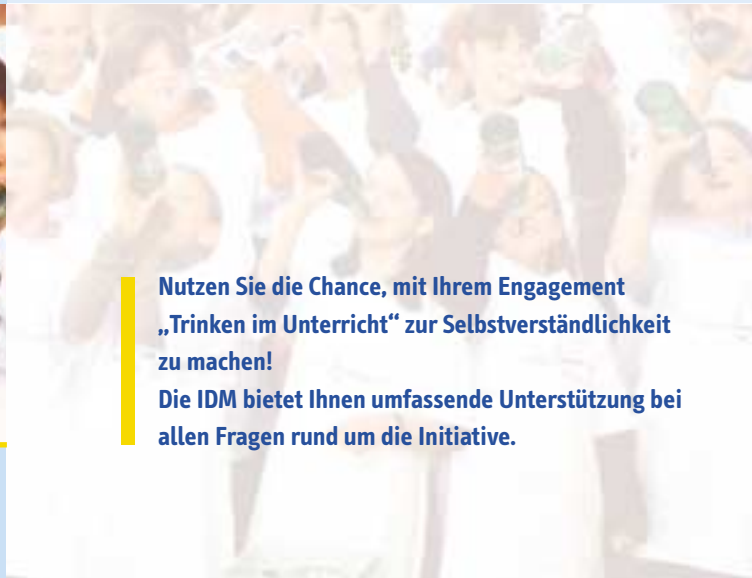 Nutzen Sie die Chance, mit Ihrem Engagement
„Trinken im Unterricht“ zur Selbstverständlichkeit
zu machen!
Die IDM bietet Ihnen umfassende Unterstützung bei
allen Fragen rund um die Initiative.